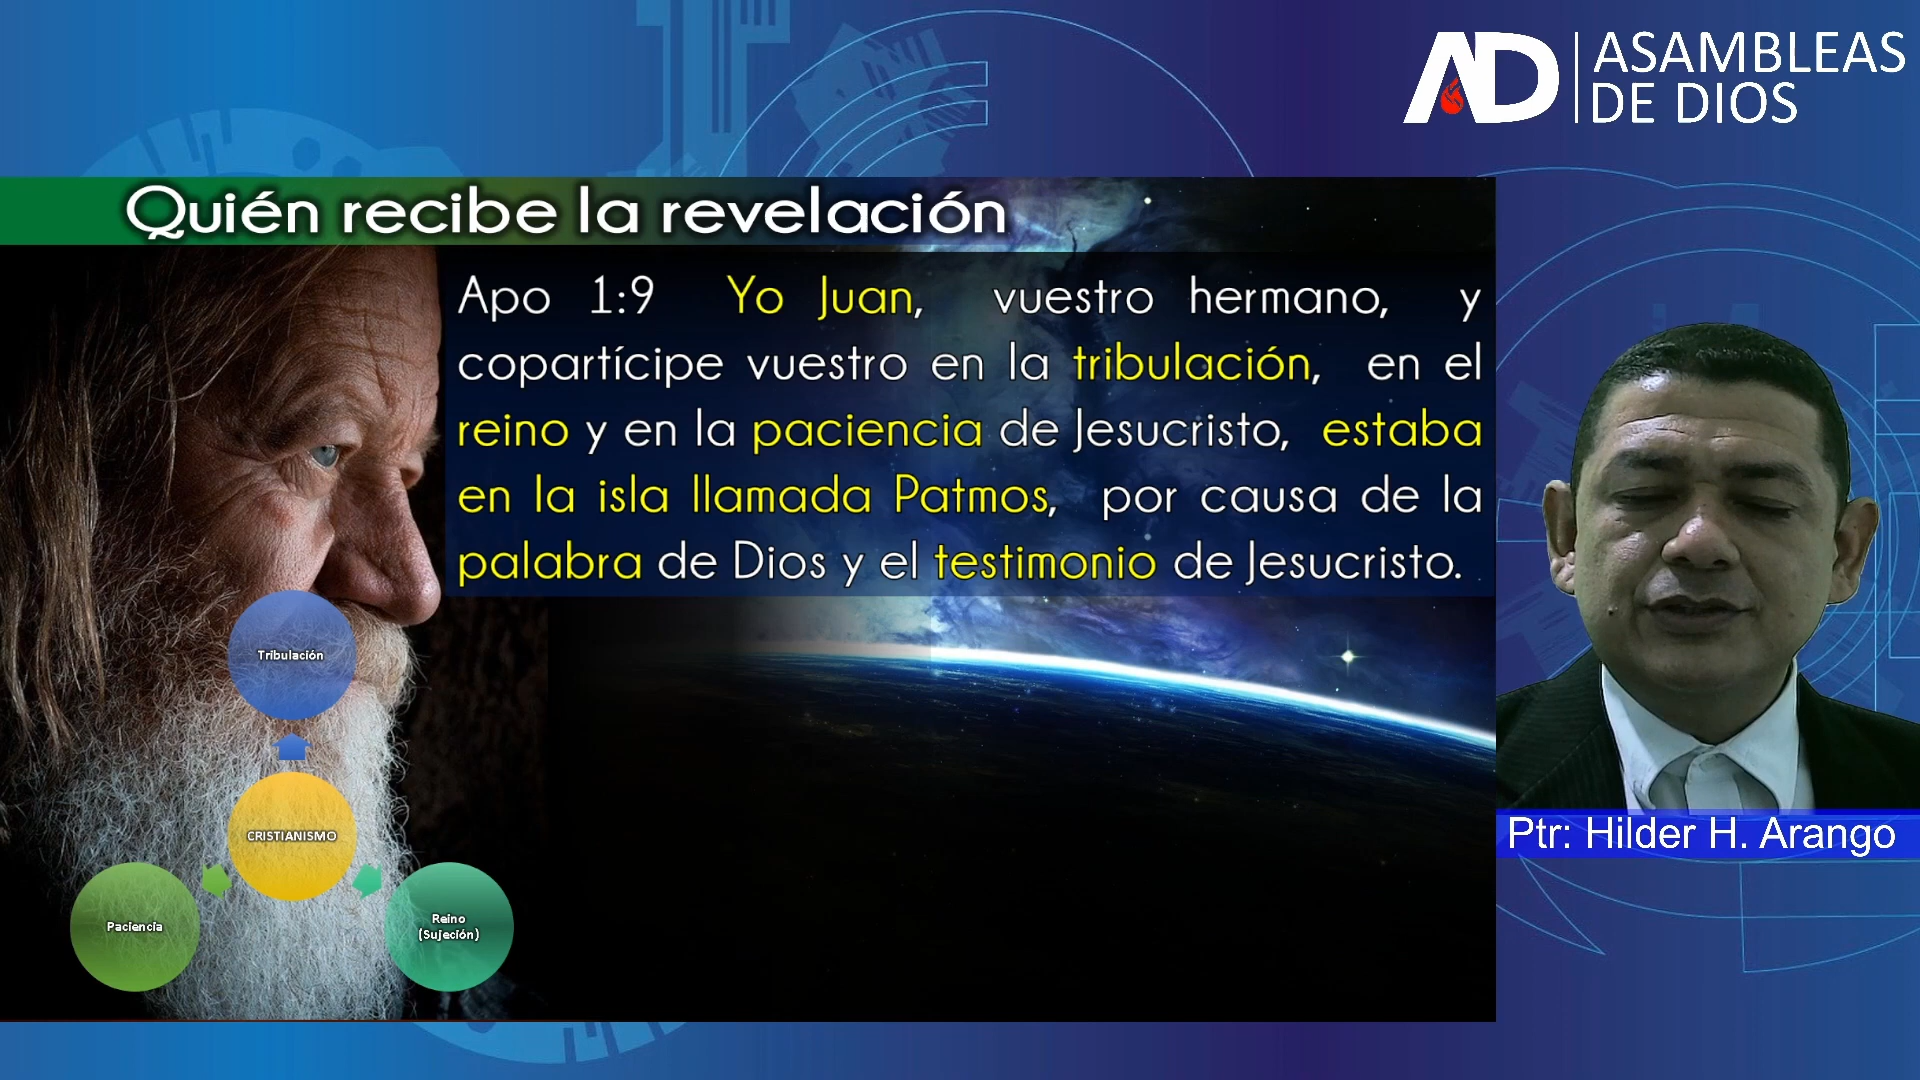 ASAMBLEAS
DE DIOS
Quién recibe la revelación
Apo 1:9 Yo Juan, vuestro hermano, y
copartícipe vuestro en la tribulación, en el
reino y en la paciencia de Jesucristo, estaba
en la isla llamada Patmos, por causa de la
palabra de Dios y el testimonio de Jesucristo.
Tribulación
CRISTIANISMO
Paciencia
Reino
(Sujeción)
Ptr: Hilder H. Arango